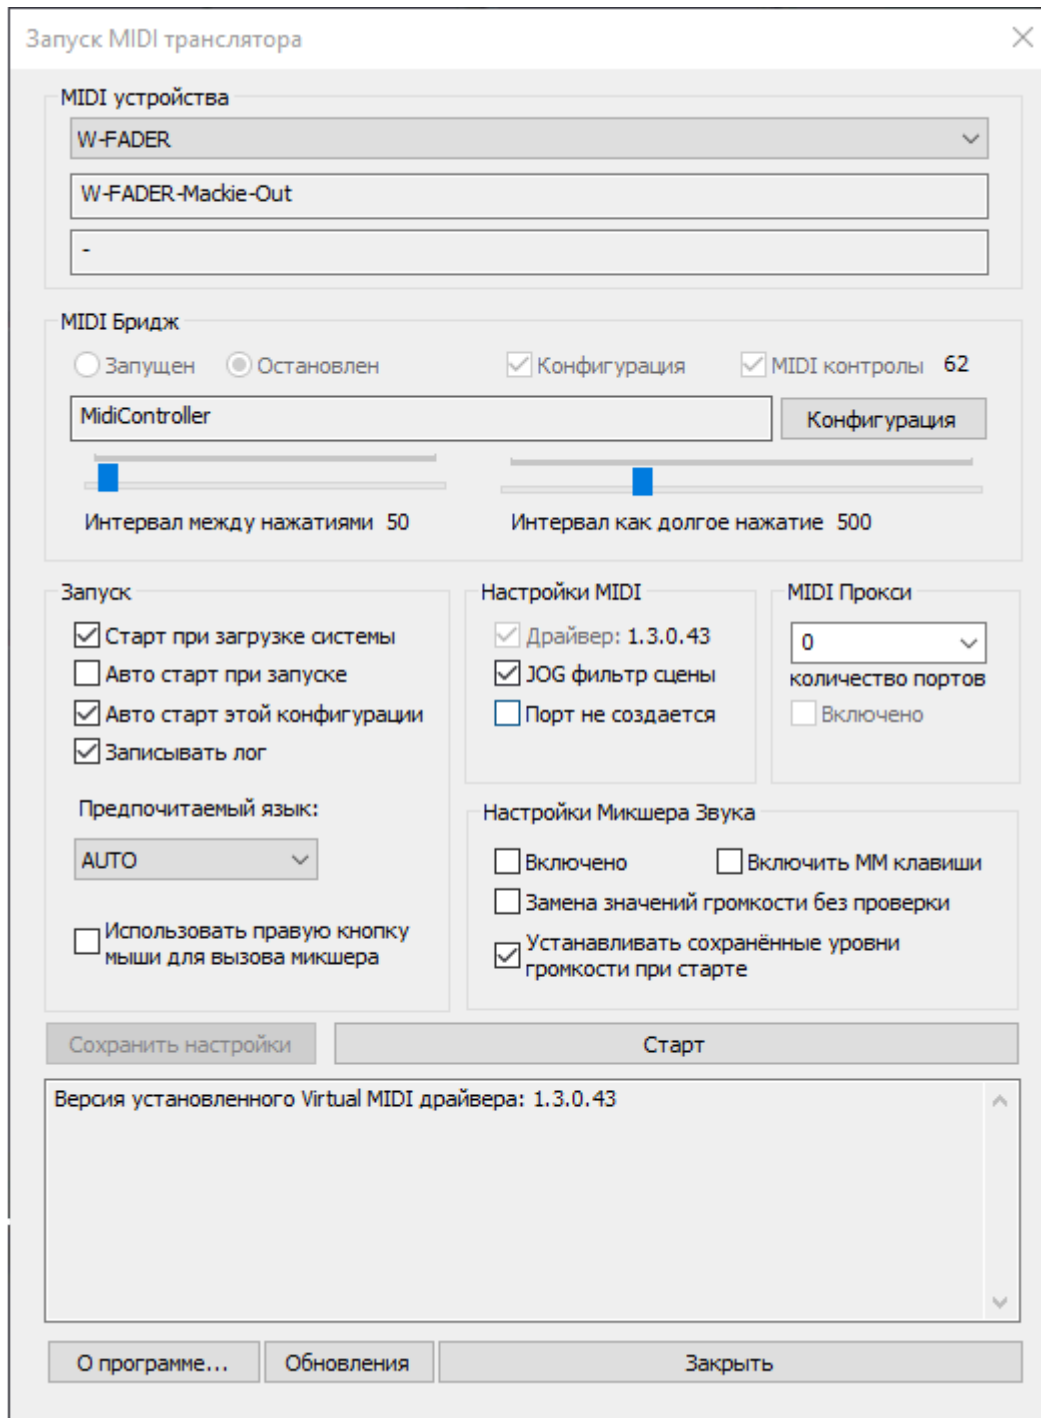 Запуск MIDI транслятора
MIDI устройства
W-FADER
W-FADER-Mackie-Out
-
MIDI Бридж
Запущен Остановлен Конфигурация MIDI контролы 62
MidiController Конфигурация
Интервал между нажатиями 50 Интервал как долгое нажатие 500
Запуск
Старт при загрузке системы
Авто старт при запуске
Авто старт этой конфигурации
Записывать лог
Предпочитаемый язык:
AUTO
Использовать правую кнопку
мыши для вызова микшера
Настройки MIDI
Драйвер: 1.3.0.43
JOG фильтр сцены
Порт не создается
MIDI Прокси
0
количество портов
Включено
Настройки Микшера Звука
Включено Включить ММ клавиши
Замена значений громкости без проверки
Устанавливать сохранённые уровни
громкости при старте
Сохранить настройки Старт
Версия установленного Virtual MIDI драйвера: 1.3.0.43
О программе... Обновления Закрыть